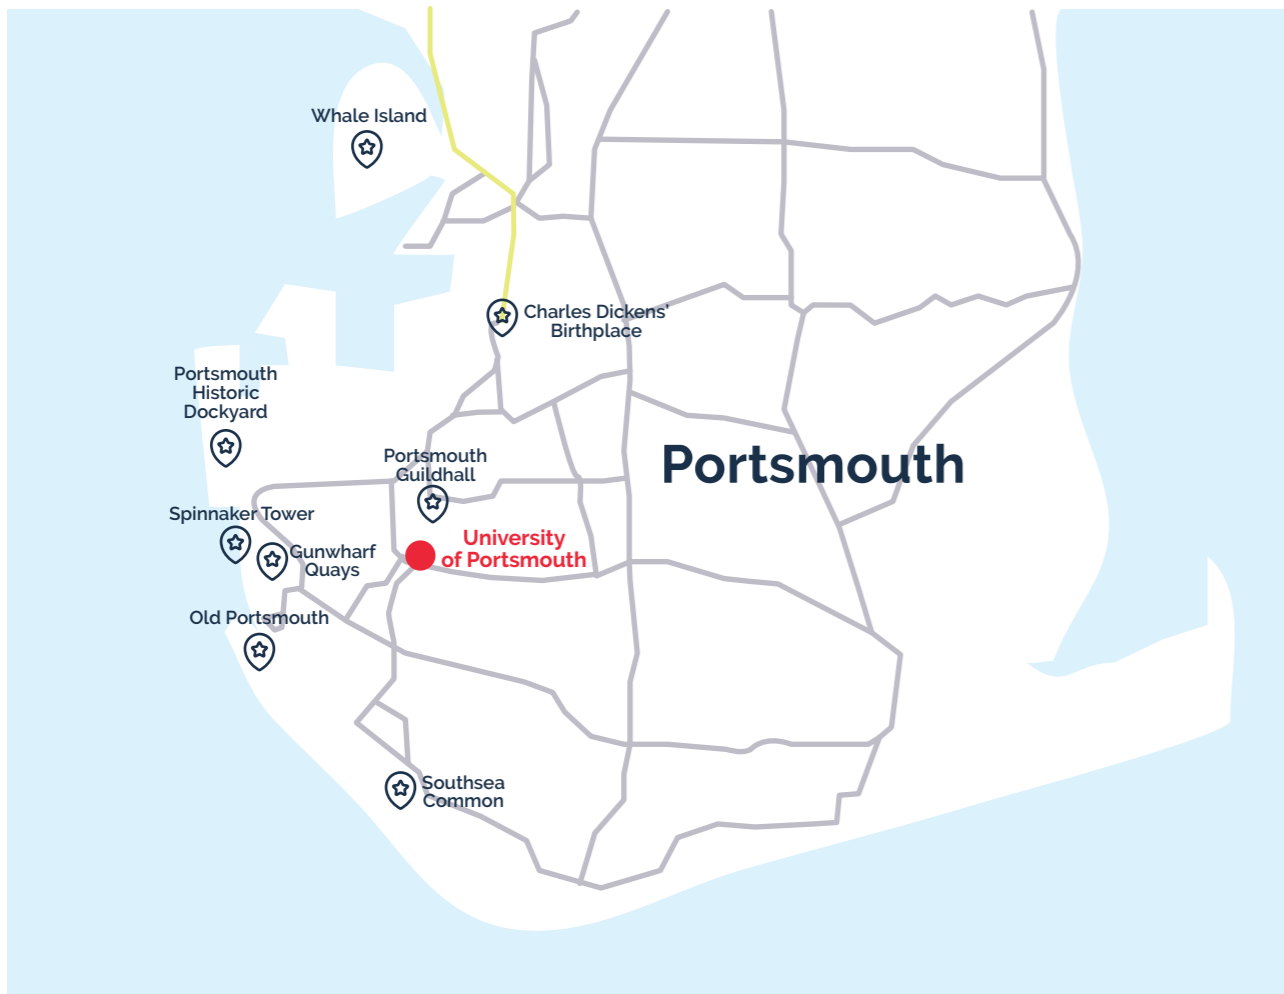 Whale Island
Charles Dickens'
Birthplace
Portsmouth
Historic
Dockyard
Portsmouth
Guildhall
Portsmouth
Spinnaker Tower
University
of Portsmouth
Gunwharf
Quays
Old Portsmouth
Southsea
Common